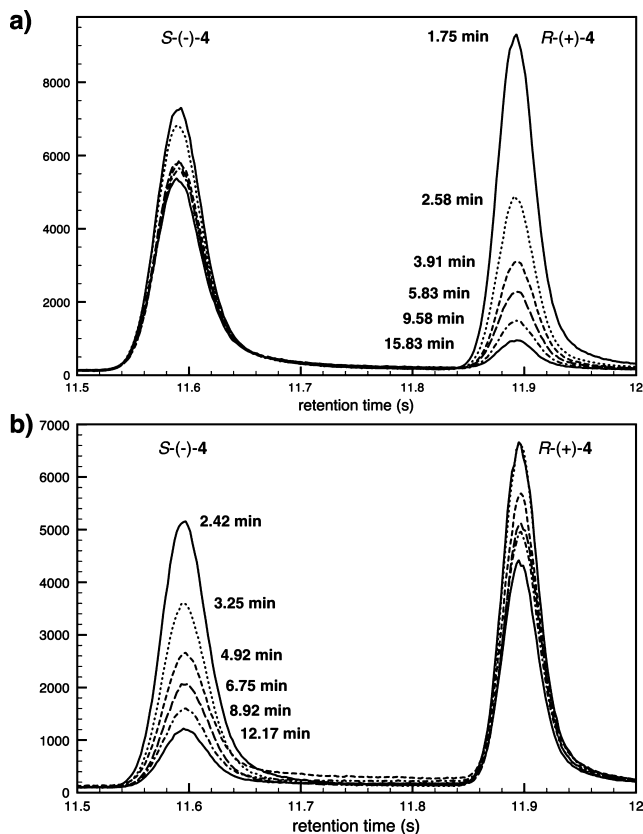 a)
S-(-)-4
R-(+)-4
1.75 min
8000
6000
2.58 min
4000
3.91 min
5.83 min
2000
9.58 min
15.83 min
0
11.5 11.6 11.7 11.8 11.9 12
retention time (s)
b)
7000
S-(-)-4
R-(+)-4
6000
5000
2.42 min
4000
3.25 min
3000
4.92 min
2000
6.75 min
8.92 min
1000
12.17 min
0
11.5 11.6 11.7 11.8 11.9 12
retention time (s)